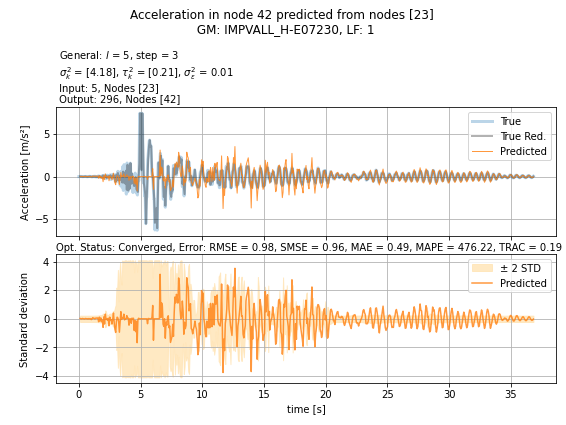 Acceleration in node 42 predicted from nodes [23]
GM: IMPVALL_H-E07230, LF: 1
General: l = 5, step = 3
σ²ₖ = [4.18], τ²ₖ = [0.21], σ²ε = 0.01
Input: 5, Nodes [23]
Output: 296, Nodes [42]
Acceleration [m/s²]
5
0
−5
True
True Red.
Predicted
Opt. Status: Converged, Error: RMSE = 0.98, SMSE = 0.96, MAE = 0.49, MAPE = 476.22, TRAC = 0.19
Standard deviation
4
2
0
−2
−4
± 2 STD
Predicted
0 5 10 15 20 25 30 35
time [s]